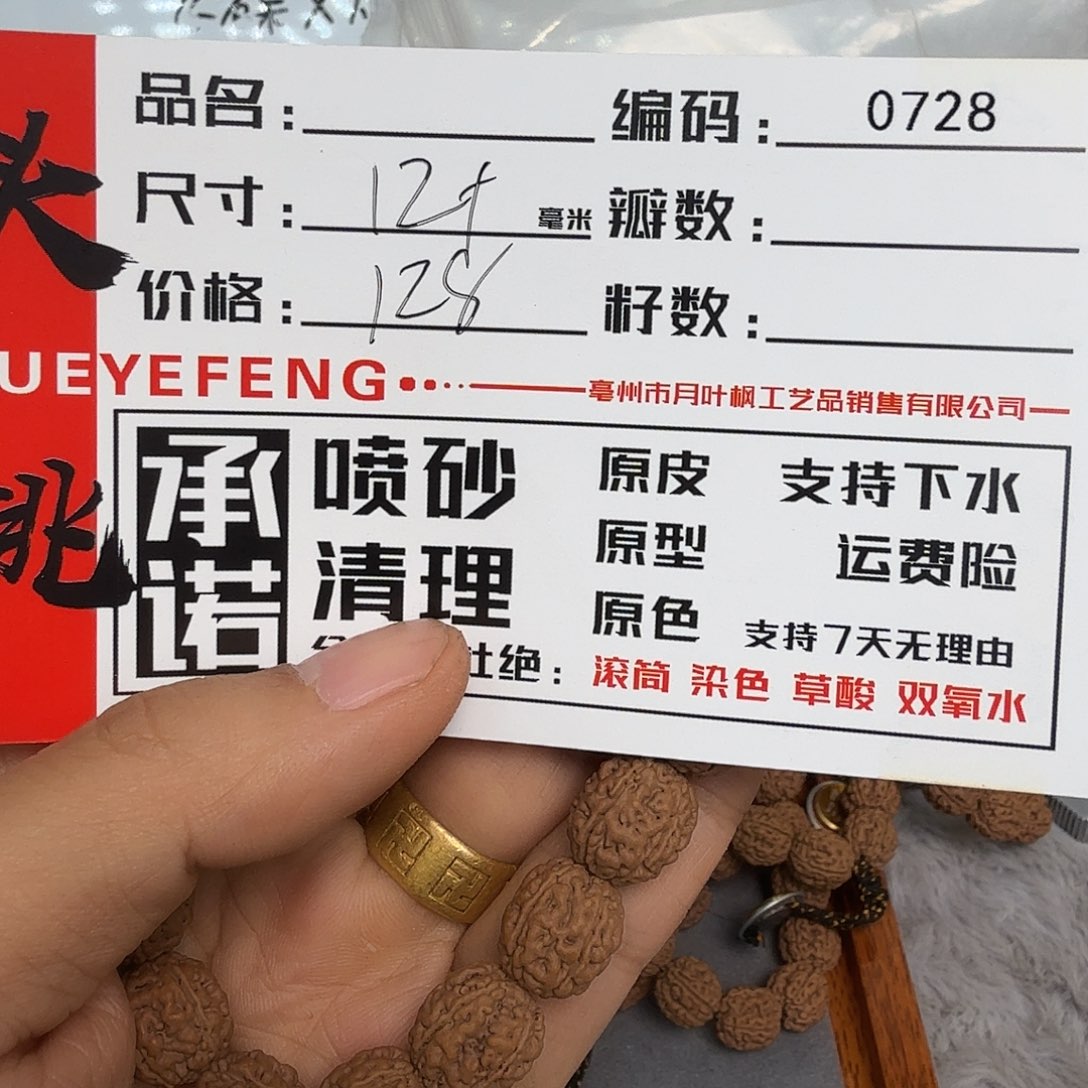 品名： 编码：0728
尺寸：12+毫米 瓣数：
价格：128 籽数：
UEYEFENG 亳州市月叶枫工艺品销售有限公司
承诺
喷砂
清理
原皮 支持下水
原型 运费险
原色 支持7天无理由
杜绝：滚筒 染色 草酸 双氧水